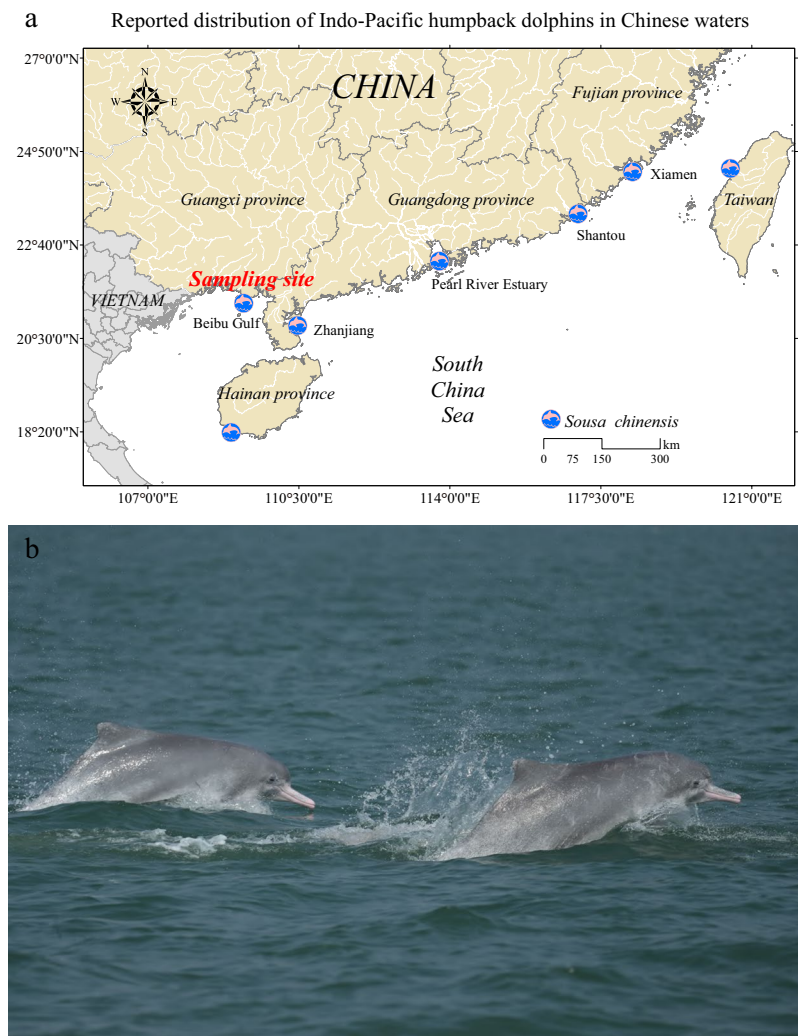 a
Reported distribution of Indo-Pacific humpback dolphins in Chinese waters
27°0'0"N
24°50'0"N
22°40'0"N
20°30'0"N
18°20'0"N
N
W E
S
CHINA
Fujian province
Xiamen
Guangxi province
Guangdong province
Taiwan
Shantou
Sampling site
Pearl River Estuary
VIETNAM
Beibu Gulf
Zhanjiang
South
China
Sea
Hainan province
Sousa chinensis
km
0 75 150 300
107°0'0"E 110°30'0"E 114°0'0"E 117°30'0"E 121°0'0"E
b